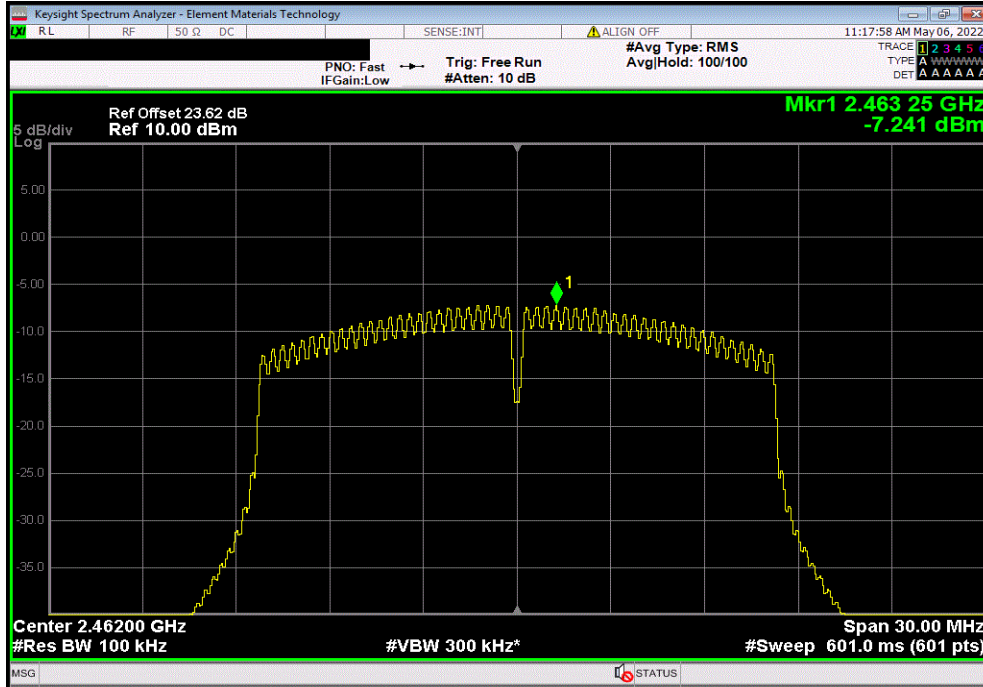 Keysight Spectrum Analyzer - Element Materials Technology
LXI RL RF 50 Ω DC SENSE:INT ALIGN OFF 11:17:58 AM May 06, 2022
PNO: Fast
IFGain:Low
Trig: Free Run
#Atten: 10 dB
#Avg Type: RMS
Avg|Hold: 100/100
TRACE 1 2 3 4 5 6
TYPE A WWWWW
DET A A A A A A
Mkr1 2.463 25 GHz
-7.241 dBm
Ref Offset 23.62 dB
5 dB/div Ref 10.00 dBm
Log
5.00
0.00
-5.00
1
-10.0
-15.0
-20.0
-25.0
-30.0
-35.0
Center 2.46200 GHz Span 30.00 MHz
#Res BW 100 kHz #VBW 300 kHz* #Sweep 601.0 ms (601 pts)
MSG STATUS